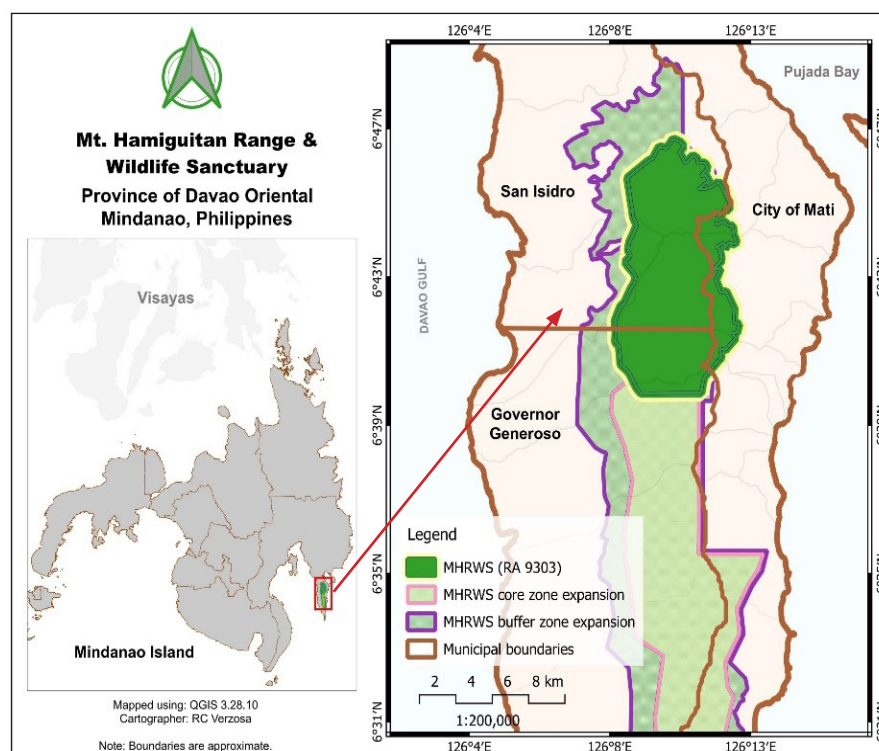 Mt. Hamiguitan Range &
Wildlife Sanctuary
Province of Davao Oriental
Mindanao, Philippines
Visayas
Mindanao Island
Mapped using: QGIS 3.28.10
Cartographer: RC Verzosa
Note: Boundaries are approximate.
126°4'E 126°8'E 126°13'E
Pujada Bay
6°47'N
San Isidro
City of Mati
6°43'N
DAVAO GULF
6°39'N
Governor
Generoso
Legend
MHRWS (RA 9303)
6°35'N
MHRWS core zone expansion
MHRWS buffer zone expansion
Municipal boundaries
2 4 6 8 km
1:200,000
6°31'N
126°4'E 126°8'E 126°13'E